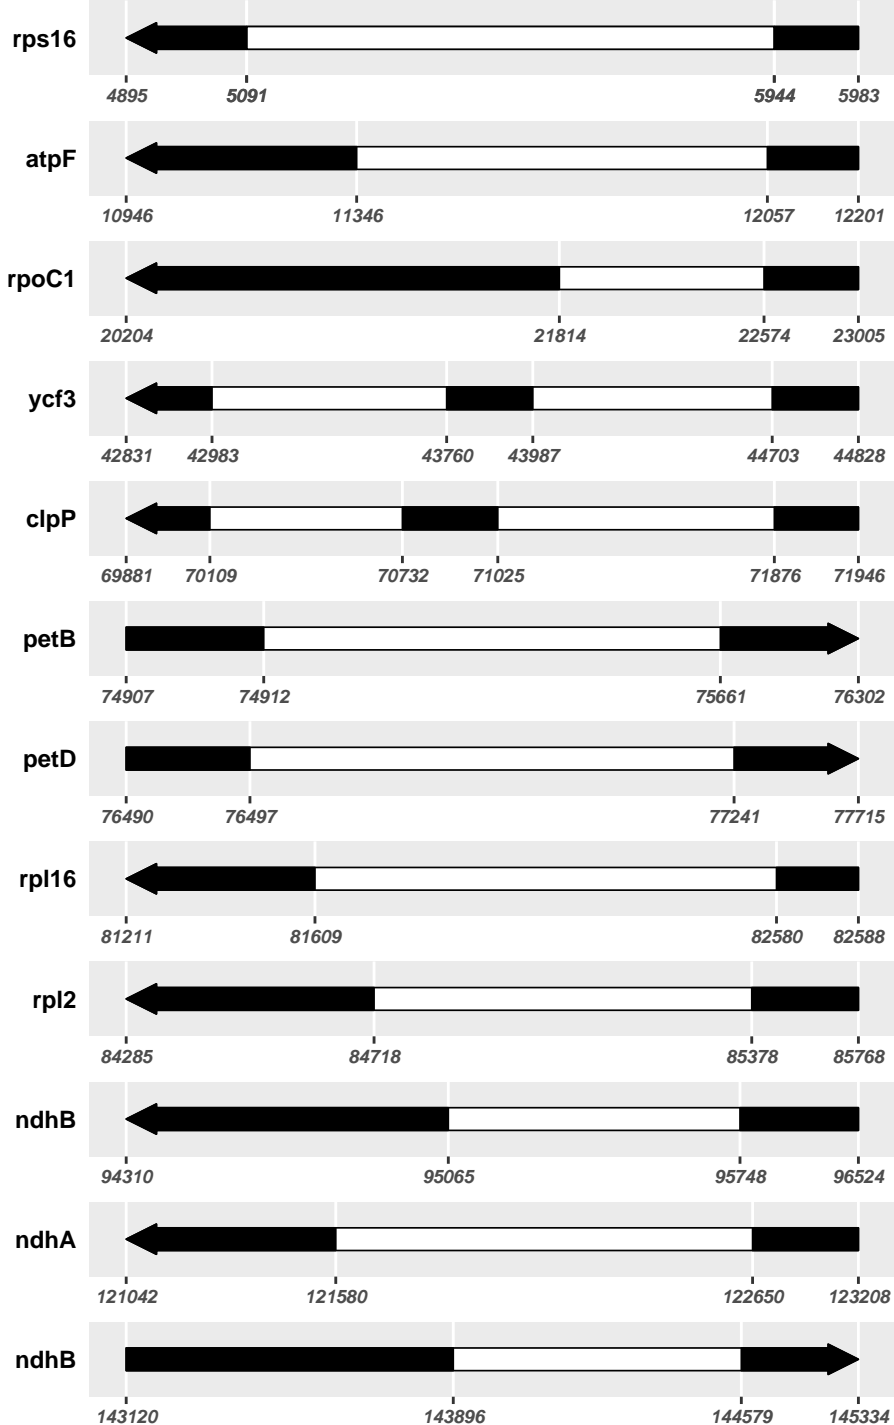 rps16
4895 5091 5944 5983
atpF
10946 11346 12057 12201
rpoC1
20204 21814 22574 23005
ycf3
42831 42983 43760 43987 44703 44828
clpP
69881 70109 70732 71025 71876 71946
petB
74907 74912 75661 76302
petD
76490 76497 77241 77715
rpl16
81211 81609 82580 82588
rpl2
84285 84718 85378 85768
ndhB
94310 95065 95748 96524
ndhA
121042 121580 122650 123208
ndhB
143120 143896 144579 145334